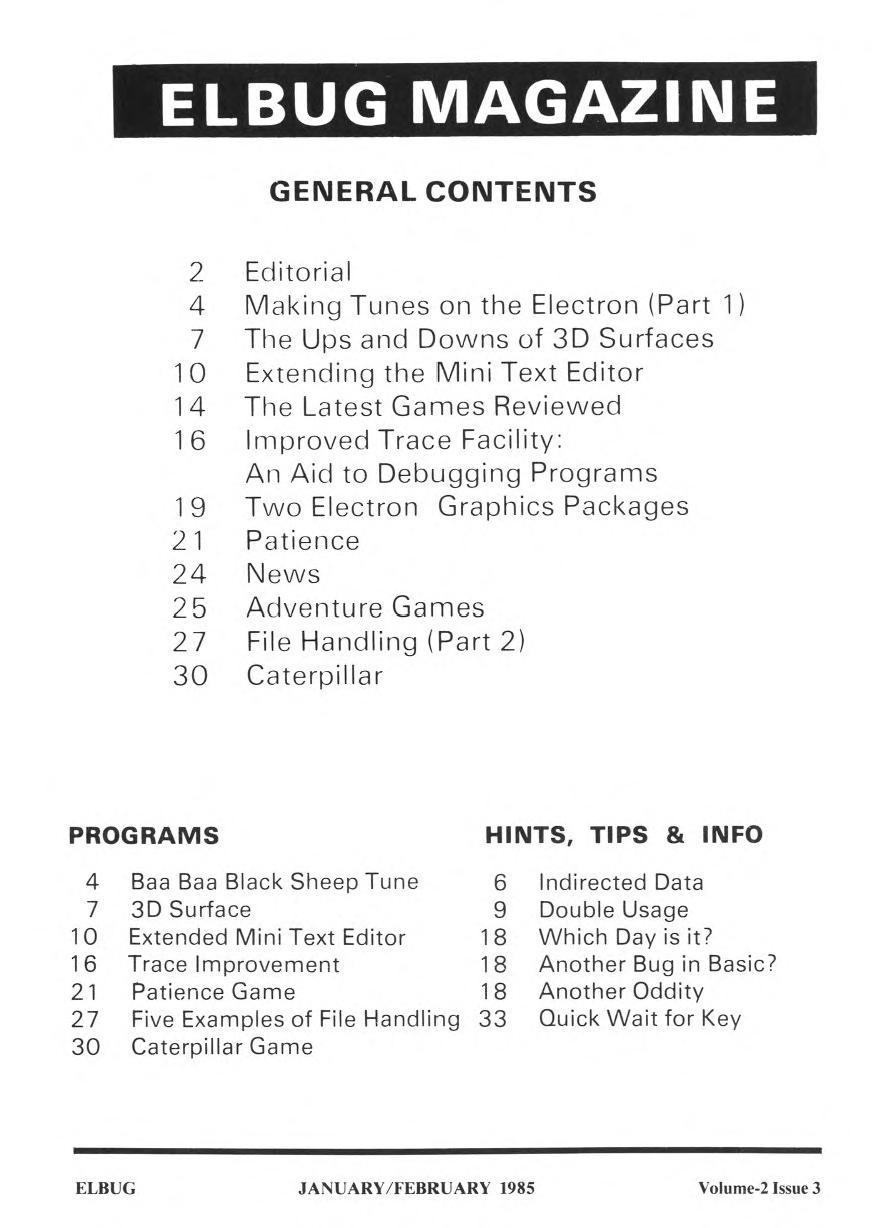 ELBUG MAGAZINE
GENERAL CONTENTS
2 Editorial
4 Making Tunes on the Electron (Part 1)
7 The Ups and Downs of 3D Surfaces
10 Extending the Mini Text Editor
14 The Latest Games Reviewed
16 Improved Trace Facility:
An Aid to Debugging Programs
19 Two Electron Graphics Packages
21 Patience
24 News
25 Adventure Games
27 File Handling (Part 2)
30 Caterpillar
PROGRAMS
4 Baa Baa Black Sheep Tune
7 3D Surface
10 Extended Mini Text Editor
16 Trace Improvement
21 Patience Game
27 Five Examples of File Handling
30 Caterpillar Game
HINTS, TIPS & INFO
6 Indirected Data
9 Double Usage
18 Which Day is it?
18 Another Bug in Basic?
18 Another Oddity
33 Quick Wait for Key
ELBUG JANUARY/FEBRUARY 1985 Volume-2 Issue 3